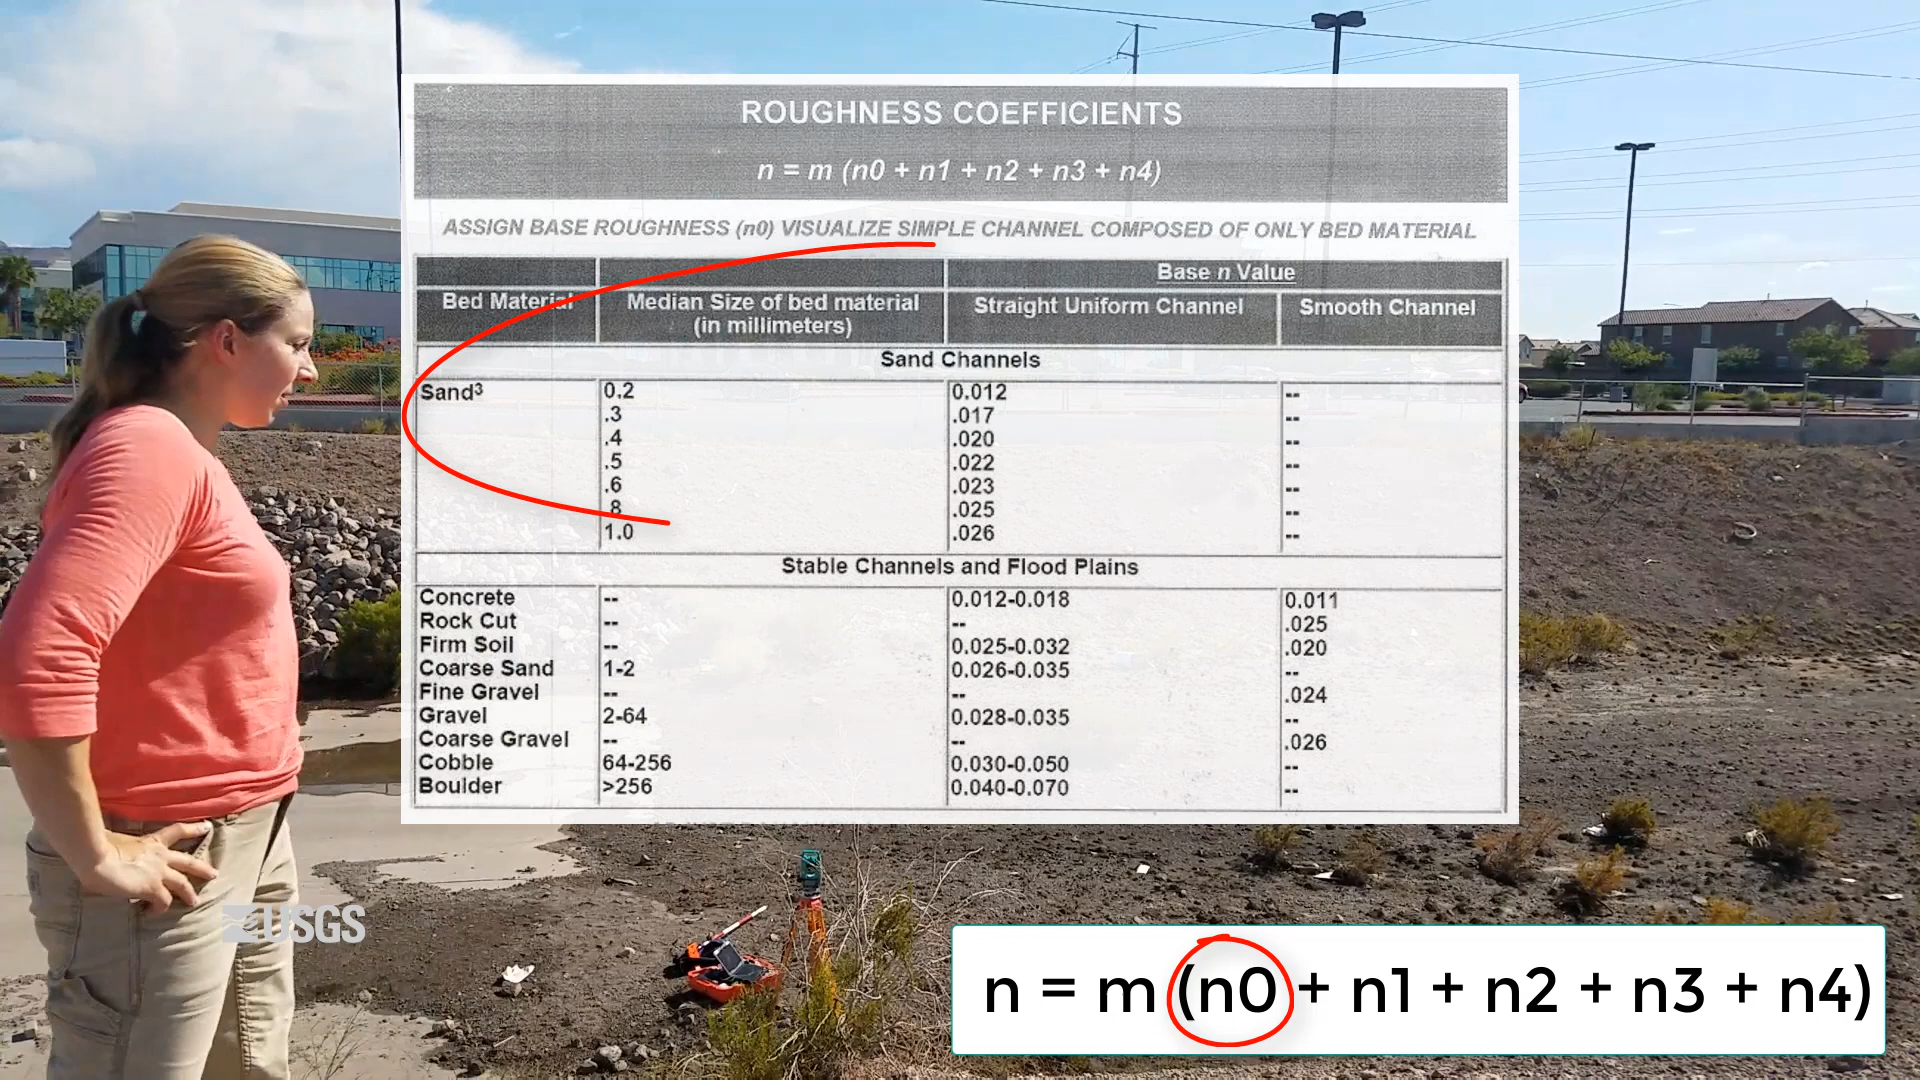 ROUGHNESS COEFFICIENTS
n = m (n0 + n1 + n2 + n3 + n4)
ASSIGN BASE ROUGHNESS (n0) VISUALIZE SIMPLE CHANNEL COMPOSED OF ONLY BED MATERIAL
Base n Value
Bed Material Median Size of bed material (in millimeters) Straight Uniform Channel Smooth Channel
Sand Channels
Sand³ 0.2 0.012 --
.3 .017 --
.4 .020 --
.5 .022 --
.6 .023 --
.8 .025 --
1.0 .026 --
Stable Channels and Flood Plains
Concrete -- 0.012-0.018 0.011
Rock Cut -- -- .025
Firm Soil -- 0.025-0.032 .020
Coarse Sand 1-2 0.026-0.035 --
Fine Gravel -- -- .024
Gravel 2-64 0.028-0.035 --
Coarse Gravel -- -- .026
Cobble 64-256 0.030-0.050 --
Boulder >256 0.040-0.070 --
USGS
n = m (n0 + n1 + n2 + n3 + n4)